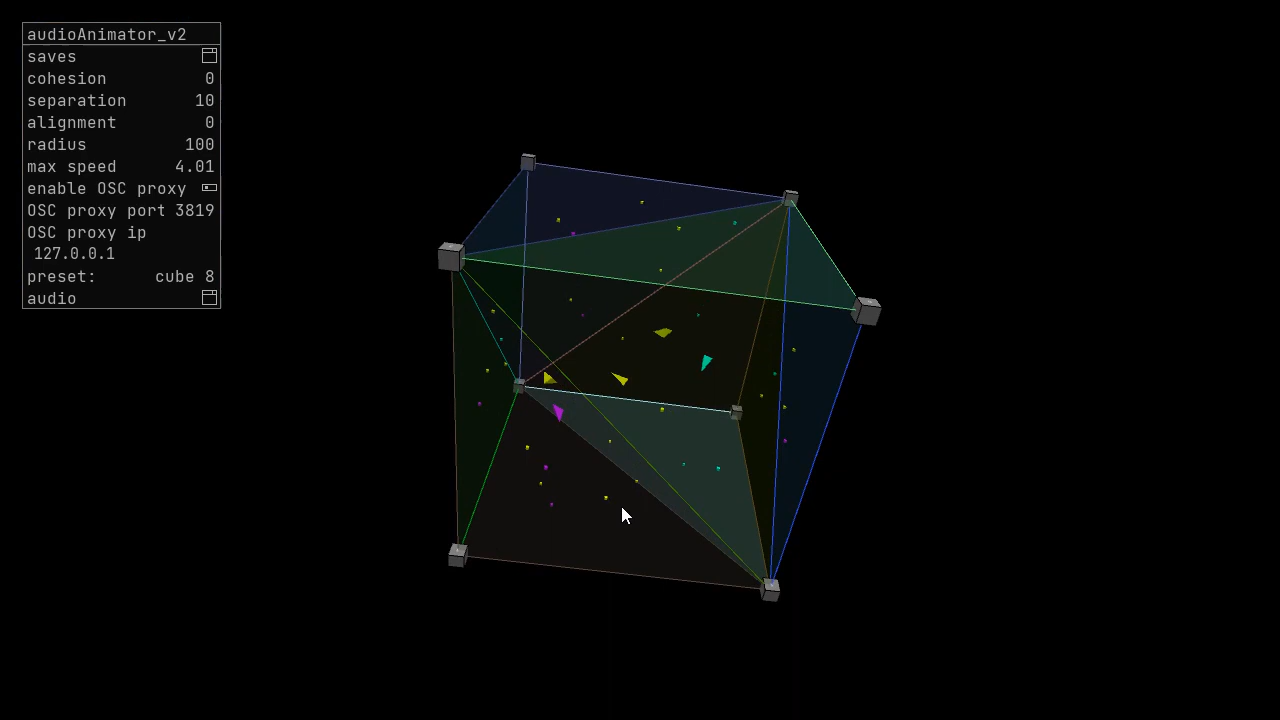 audioAnimator_v2
saves
cohesion 0
separation 10
alignment 0
radius 100
max speed 4.01
enable OSC proxy
OSC proxy port 3819
OSC proxy ip
127.0.0.1
preset: cube 8
audio